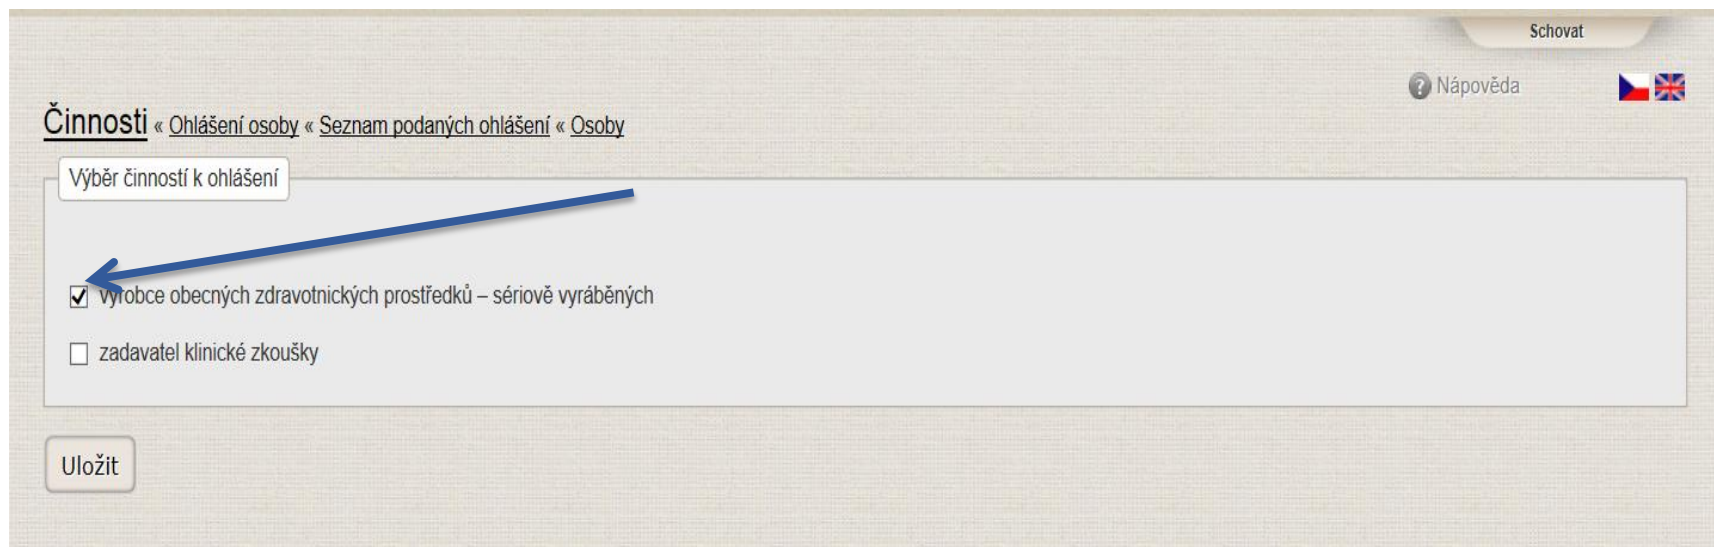 Schovat
Nápověda
Činnosti « Ohlášení osoby « Seznam podaných ohlášení « Osoby
Výběr činností k ohlášení
výrobce obecných zdravotnických prostředků – sériově vyráběných
zadavatel klinické zkoušky
Uložit